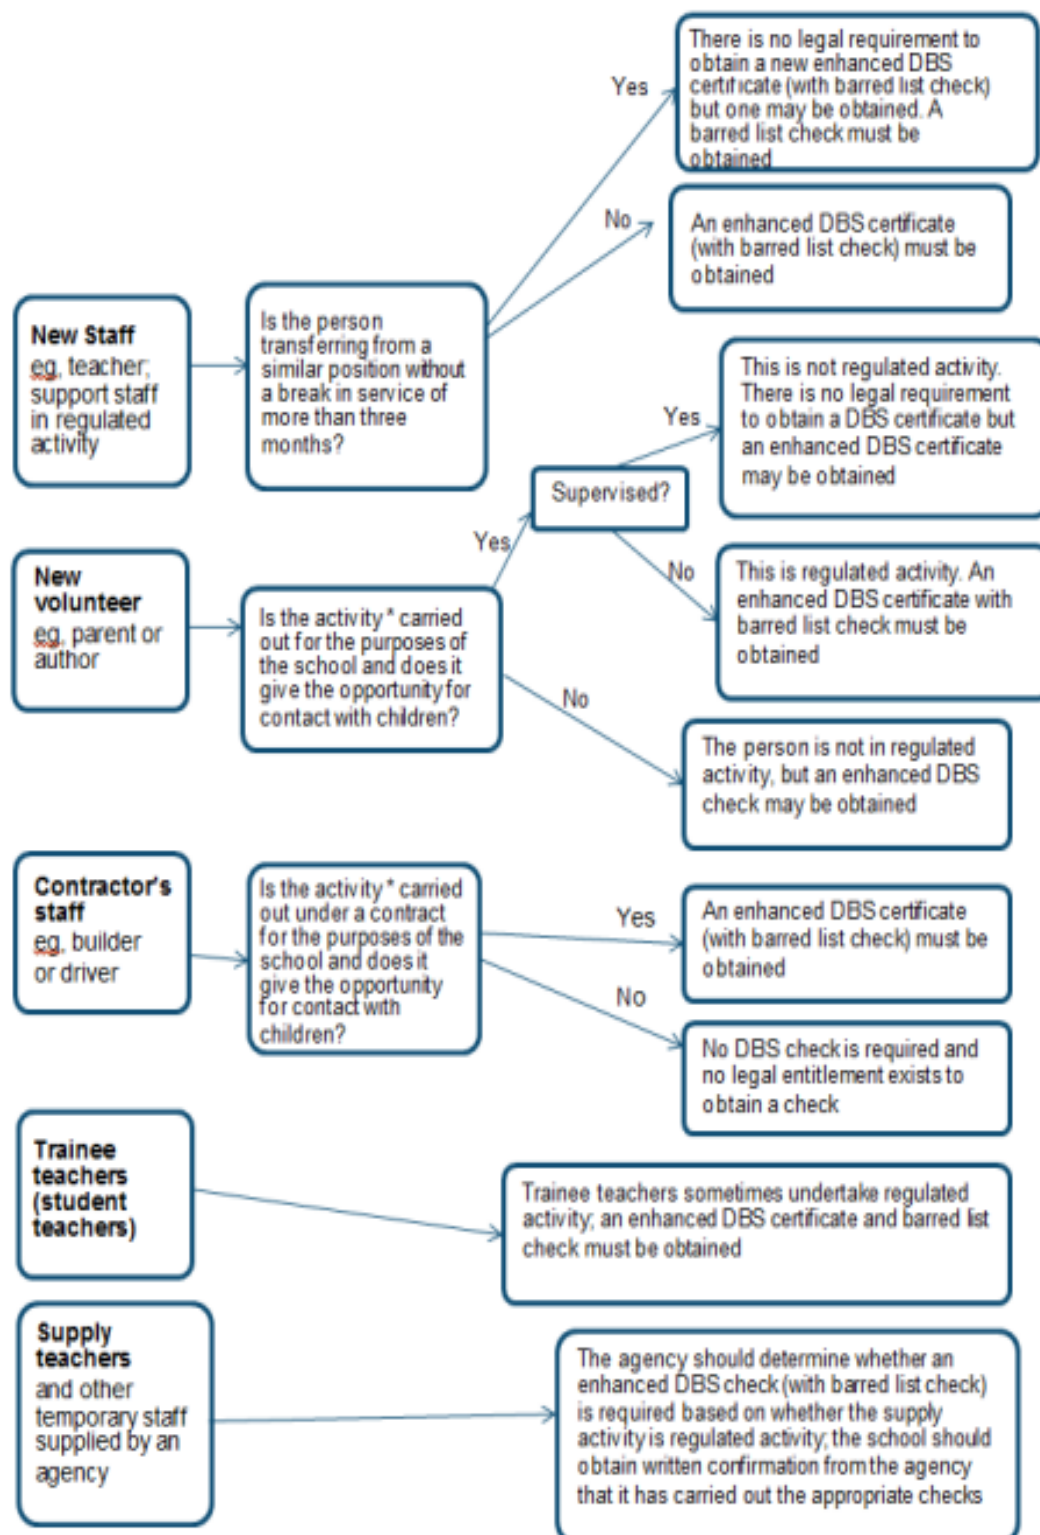 There is no legal requirement to
obtain a new enhanced DBS
certificate (with barred list check)
but one may be obtained. A
barred list check must be
obtained
Yes
No
An enhanced DBS certificate
(with barred list check) must be
obtained
New Staff
eg, teacher;
support staff
in regulated
activity
Is the person
transferring from a
similar position without
a break in service of
more than three
months?
This is not regulated activity.
There is no legal requirement
to obtain a DBS certificate but
an enhanced DBS certificate
may be obtained
Yes
Supervised?
Yes
No
This is regulated activity. An
enhanced DBS certificate with
barred list check must be
obtained
New
volunteer
eg, parent or
author
Is the activity * carried
out for the purposes of
the school and does it
give the opportunity for
contact with children?
No
The person is not in regulated
activity, but an enhanced DBS
check may be obtained
Contractor's
staff
eg, builder
or driver
Is the activity * carried
out under a contract
for the purposes of the
school and does it
give the opportunity
for contact with
children?
Yes
An enhanced DBS certificate
(with barred list check) must be
obtained
No
No DBS check is required and
no legal entitlement exists to
obtain a check
Trainee
teachers
(student
teachers)
Trainee teachers sometimes undertake regulated
activity; an enhanced DBS certificate and barred list
check must be obtained
Supply
teachers
and other
temporary staff
supplied by an
agency
The agency should determine whether an
enhanced DBS check (with barred list check)
is required based on whether the supply
activity is regulated activity; the school should
obtain written confirmation from the agency
that it has carried out the appropriate checks